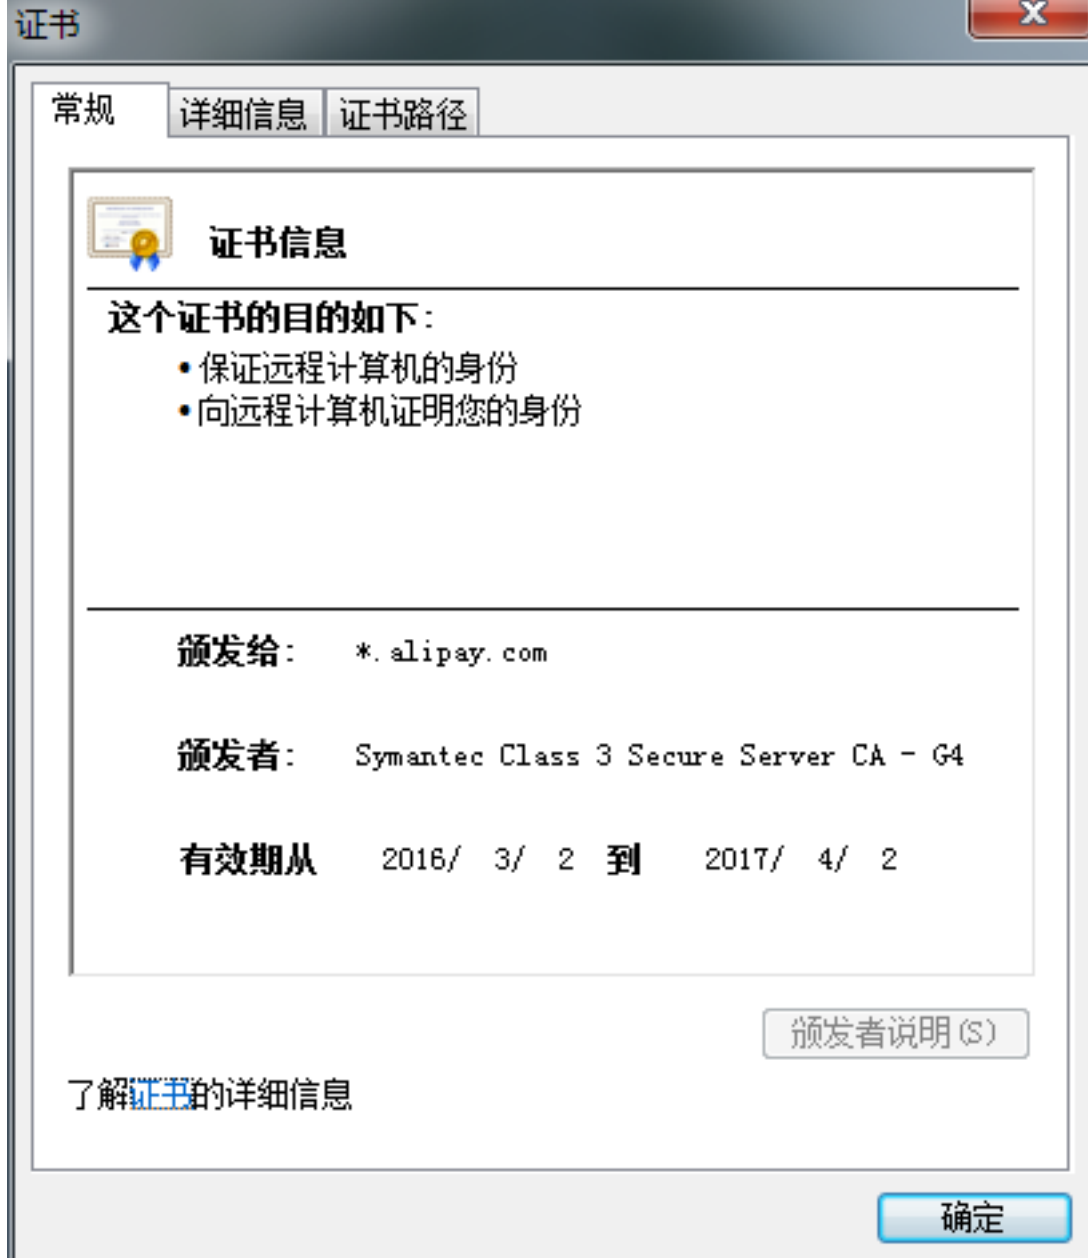 证书
常规 详细信息 证书路径
证书信息
这个证书的目的如下:
•保证远程计算机的身份
•向远程计算机证明您的身份
颁发给: *.alipay.com
颁发者: Symantec Class 3 Secure Server CA - G4
有效期从 2016/ 3/ 2 到 2017/ 4/ 2
颁发者说明(S)
了解证书的详细信息
确定